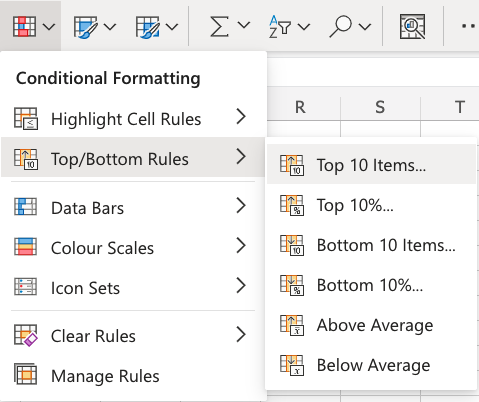 Conditional Formatting
Highlight Cell Rules
Top/Bottom Rules
Data Bars
Colour Scales
Icon Sets
Clear Rules
Manage Rules
R S T
Top 10 Items...
Top 10%...
Bottom 10 Items...
Bottom 10%...
Above Average
Below Average